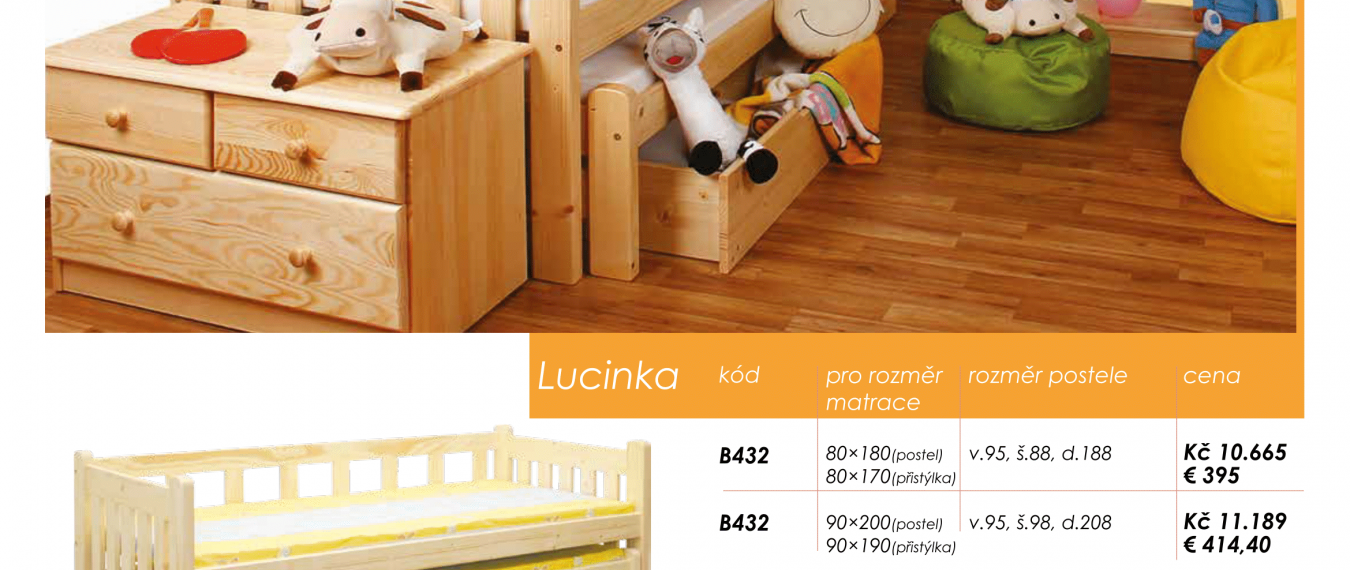 Lucinka kód pro rozměr rozměr postele cena
matrace
B432 80×180(postel) v.95, š.88, d.188 Kč 10.665
80×170(přistýlka) € 395
B432 90×200(postel) v.95, š.98, d.208 Kč 11.189
90×190(přistýlka) € 414,40